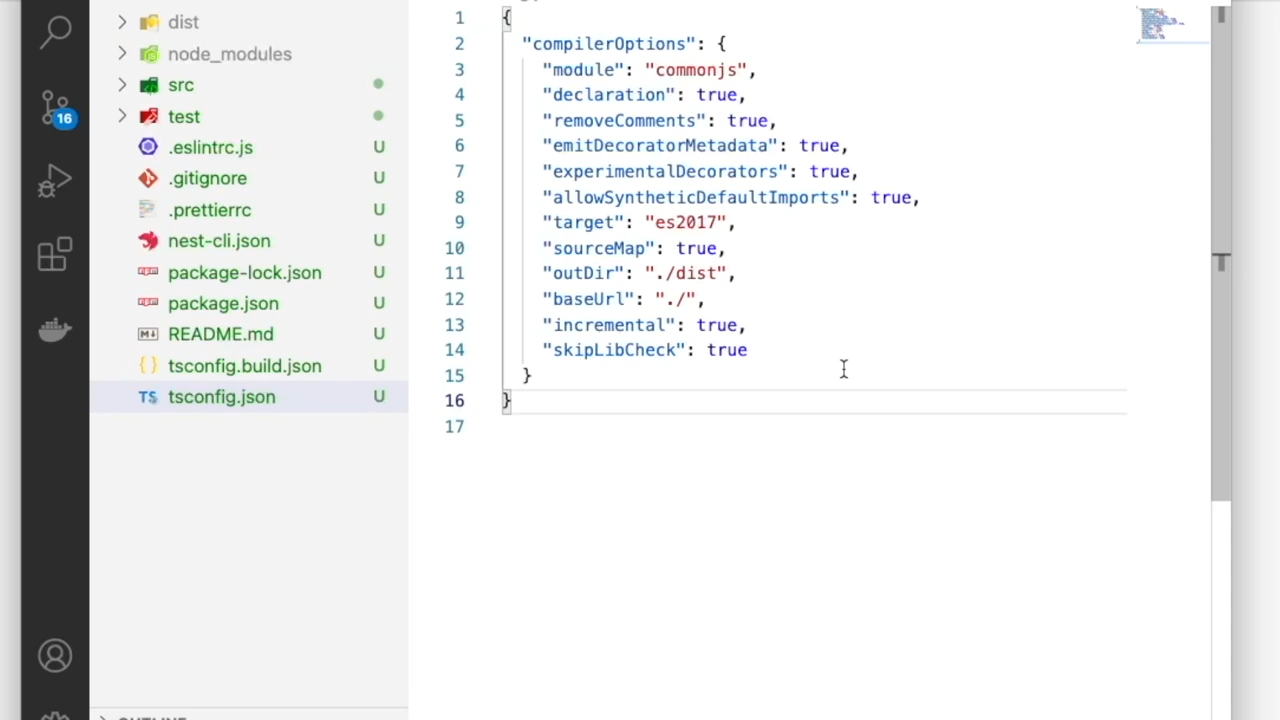 dist
node_modules
src
test
.eslintrc.js U
.gitignore U
.prettierrc U
nest-cli.json U
package-lock.json U
package.json U
README.md U
tsconfig.build.json U
TS tsconfig.json U
16
1 {
2 "compilerOptions": {
3 "module": "commonjs",
4 "declaration": true,
5 "removeComments": true,
6 "emitDecoratorMetadata": true,
7 "experimentalDecorators": true,
8 "allowSyntheticDefaultImports": true,
9 "target": "es2017",
10 "sourceMap": true,
11 "outDir": "./dist",
12 "baseUrl": "./",
13 "incremental": true,
14 "skipLibCheck": true
15 }
16 }
17
OUTLINE